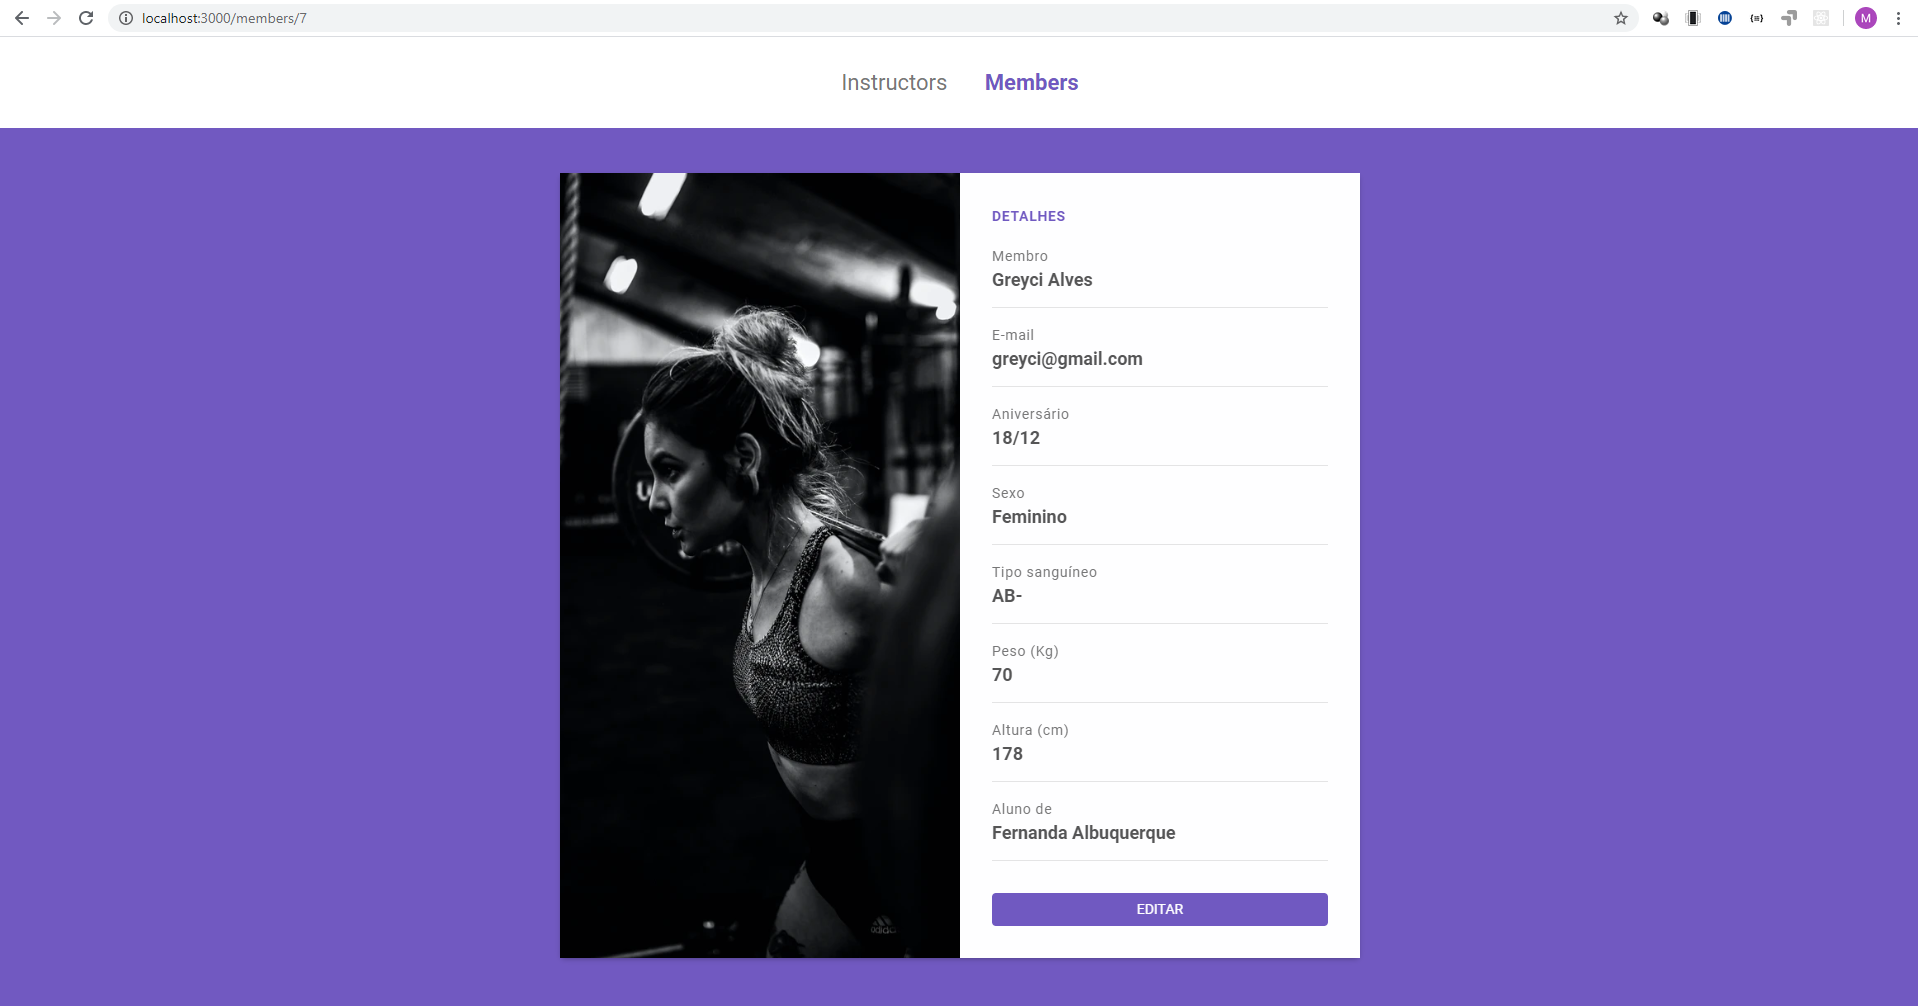 localhost:3000/members/7
M
Instructors Members
DETALHES
Membro
Greyci Alves
E-mail
greyci@gmail.com
Aniversário
18/12
Sexo
Feminino
Tipo sanguíneo
AB-
Peso (Kg)
70
Altura (cm)
178
Aluno de
Fernanda Albuquerque
EDITAR
adidas